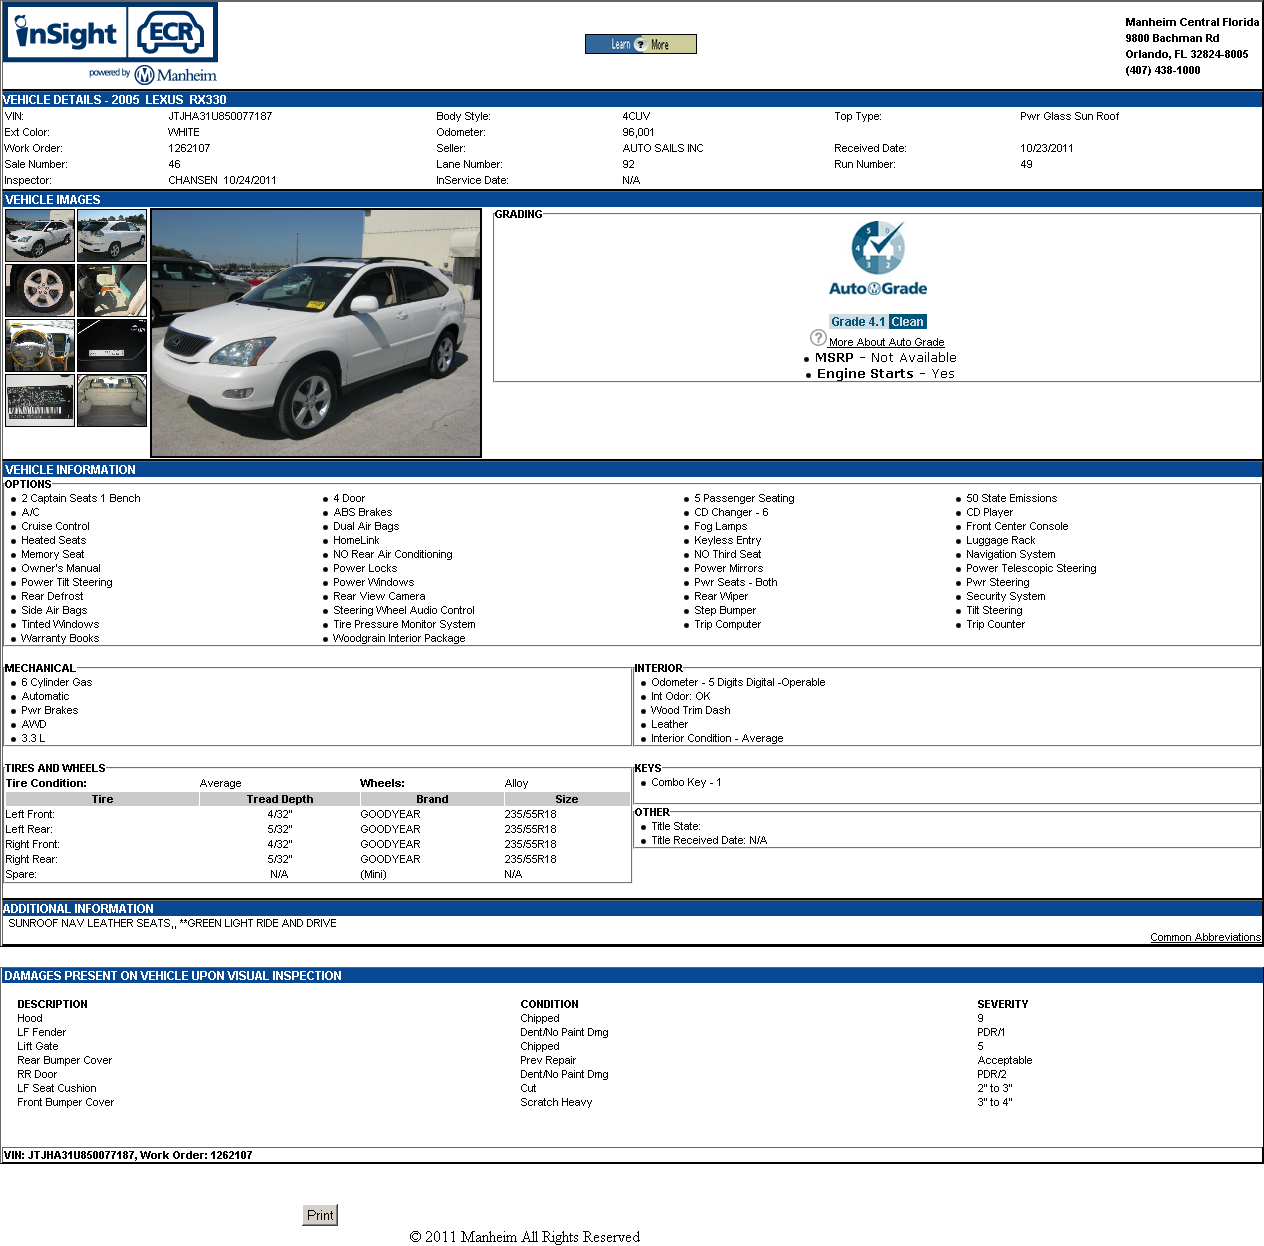 inSight ECR
powered by Manheim
Learn ? More
Manheim Central Florida
9800 Bachman Rd
Orlando, FL 32824-8005
(407) 438-1000
VEHICLE DETAILS - 2005 LEXUS RX330
VIN: JTJHA31U850077187 Body Style: 4CUV Top Type: Pwr Glass Sun Roof
Ext Color: WHITE Odometer: 96,001
Work Order: 1262107 Seller: AUTO SAILS INC Received Date: 10/23/2011
Sale Number: 46 Lane Number: 92 Run Number: 49
Inspector: CHANSEN 10/24/2011 InService Date: N/A
VEHICLE IMAGES
GRADING
5 0 4 1 3 2
AutoGrade
Grade 4.1 Clean
? More About Auto Grade
• MSRP - Not Available
• Engine Starts - Yes
VEHICLE INFORMATION
OPTIONS
• 2 Captain Seats 1 Bench • 4 Door • 5 Passenger Seating • 50 State Emissions
• A/C • ABS Brakes • CD Changer - 6 • CD Player
• Cruise Control • Dual Air Bags • Fog Lamps • Front Center Console
• Heated Seats • HomeLink • Keyless Entry • Luggage Rack
• Memory Seat • NO Rear Air Conditioning • NO Third Seat • Navigation System
• Owner's Manual • Power Locks • Power Mirrors • Power Telescopic Steering
• Power Tilt Steering • Power Windows • Pwr Seats - Both • Pwr Steering
• Rear Defrost • Rear View Camera • Rear Wiper • Security System
• Side Air Bags • Steering Wheel Audio Control • Step Bumper • Tilt Steering
• Tinted Windows • Tire Pressure Monitor System • Trip Computer • Trip Counter
• Warranty Books • Woodgrain Interior Package
MECHANICAL
• 6 Cylinder Gas
• Automatic
• Pwr Brakes
• AWD
• 3.3 L
INTERIOR
• Odometer - 5 Digits Digital -Operable
• Int Odor: OK
• Wood Trim Dash
• Leather
• Interior Condition - Average
TIRES AND WHEELS
Tire Condition: Average Wheels: Alloy
Tire Tread Depth Brand Size
Left Front: 4/32" GOODYEAR 235/55R18
Left Rear: 5/32" GOODYEAR 235/55R18
Right Front: 4/32" GOODYEAR 235/55R18
Right Rear: 5/32" GOODYEAR 235/55R18
Spare: N/A (Mini) N/A
KEYS
• Combo Key - 1
OTHER
• Title State:
• Title Received Date: N/A
ADDITIONAL INFORMATION
SUNROOF NAV LEATHER SEATS,, **GREEN LIGHT RIDE AND DRIVE
Common Abbreviations
DAMAGES PRESENT ON VEHICLE UPON VISUAL INSPECTION
DESCRIPTION CONDITION SEVERITY
Hood Chipped 9
LF Fender Dent/No Paint Dmg PDR/1
Lift Gate Chipped 5
Rear Bumper Cover Prev Repair Acceptable
RR Door Dent/No Paint Dmg PDR/2
LF Seat Cushion Cut 2" to 3"
Front Bumper Cover Scratch Heavy 3" to 4"
VIN: JTJHA31U850077187, Work Order: 1262107
Print
© 2011 Manheim All Rights Reserved